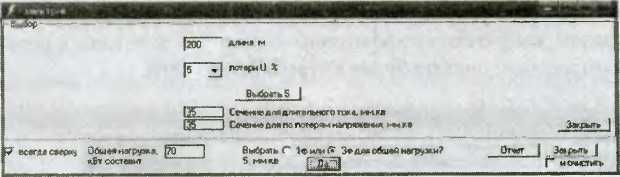 Выбор
200 длина м
5 потери U, %
Выбрать S
Сечение для длительного тока, мм.кв
35 Сечение для по потерям напряжения, мм.кв
Закрыть
всегда сверху Общая нагрузка, 70 Выбрать 1ф или 3ф для общей нагрузки? Отчет Закрыть
кВт составит S, мм.кв Да и очистить